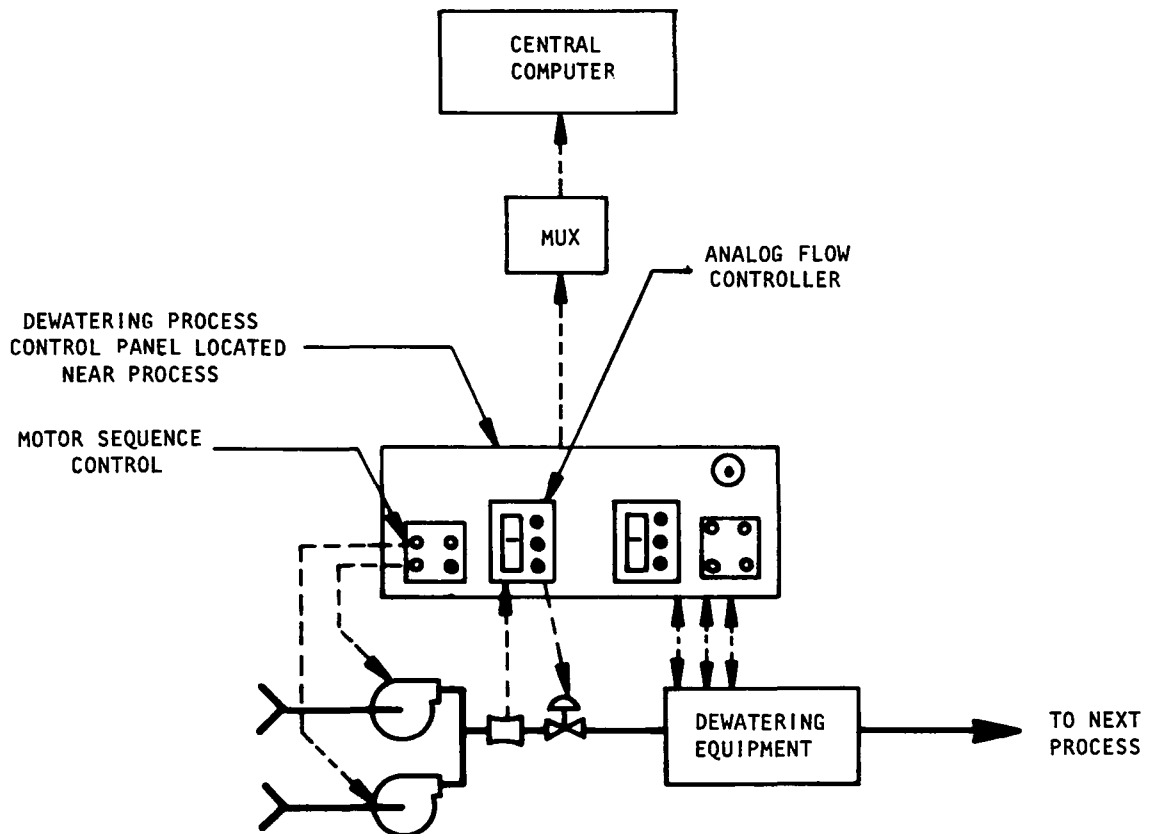 CENTRAL
COMPUTER
MUX
ANALOG FLOW
CONTROLLER
DEWATERING PROCESS
CONTROL PANEL LOCATED
NEAR PROCESS
MOTOR SEQUENCE
CONTROL
DEWATERING
EQUIPMENT
TO NEXT
PROCESS